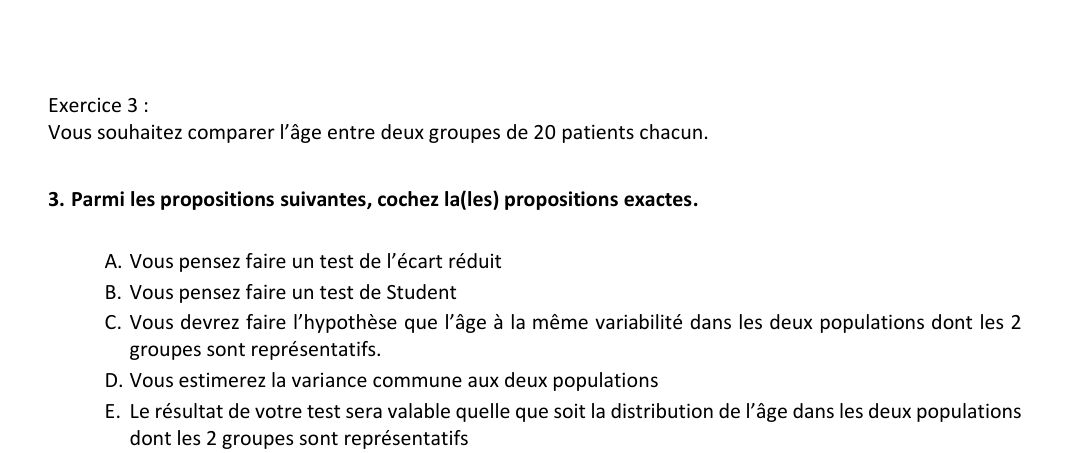 Exercice 3 :
Vous souhaitez comparer l’âge entre deux groupes de 20 patients chacun.
3. Parmi les propositions suivantes, cochez la(les) propositions exactes.
A. Vous pensez faire un test de l’écart réduit
B. Vous pensez faire un test de Student
C. Vous devrez faire l’hypothèse que l’âge à la même variabilité dans les deux populations dont les 2
groupes sont représentatifs.
D. Vous estimerez la variance commune aux deux populations
E. Le résultat de votre test sera valable quelle que soit la distribution de l’âge dans les deux populations
dont les 2 groupes sont représentatifs